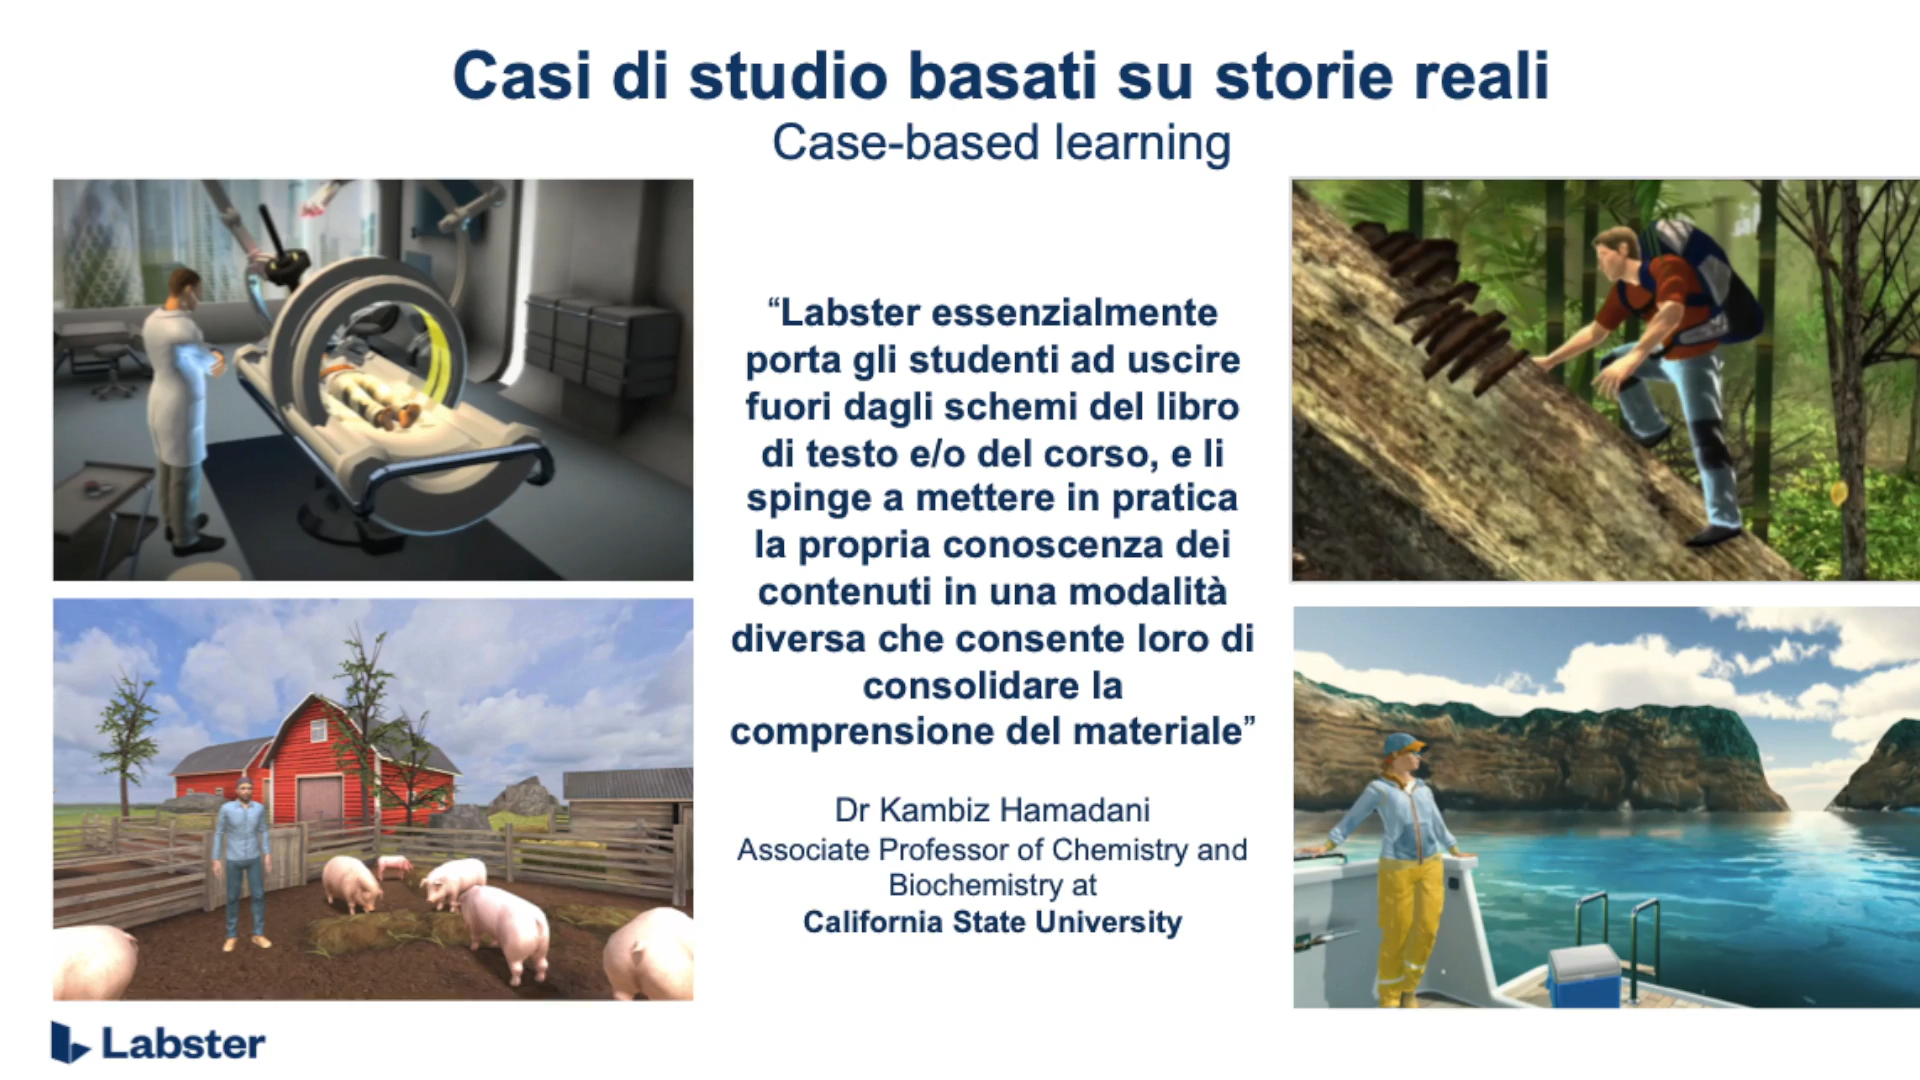 Casi di studio basati su storie reali
Case-based learning
“Labster essenzialmente
porta gli studenti ad uscire
fuori dagli schemi del libro
di testo e/o del corso, e li
spinge a mettere in pratica
la propria conoscenza dei
contenuti in una modalità
diversa che consente loro di
consolidare la
comprensione del materiale”
Dr Kambiz Hamadani
Associate Professor of Chemistry and
Biochemistry at
California State University
Labster